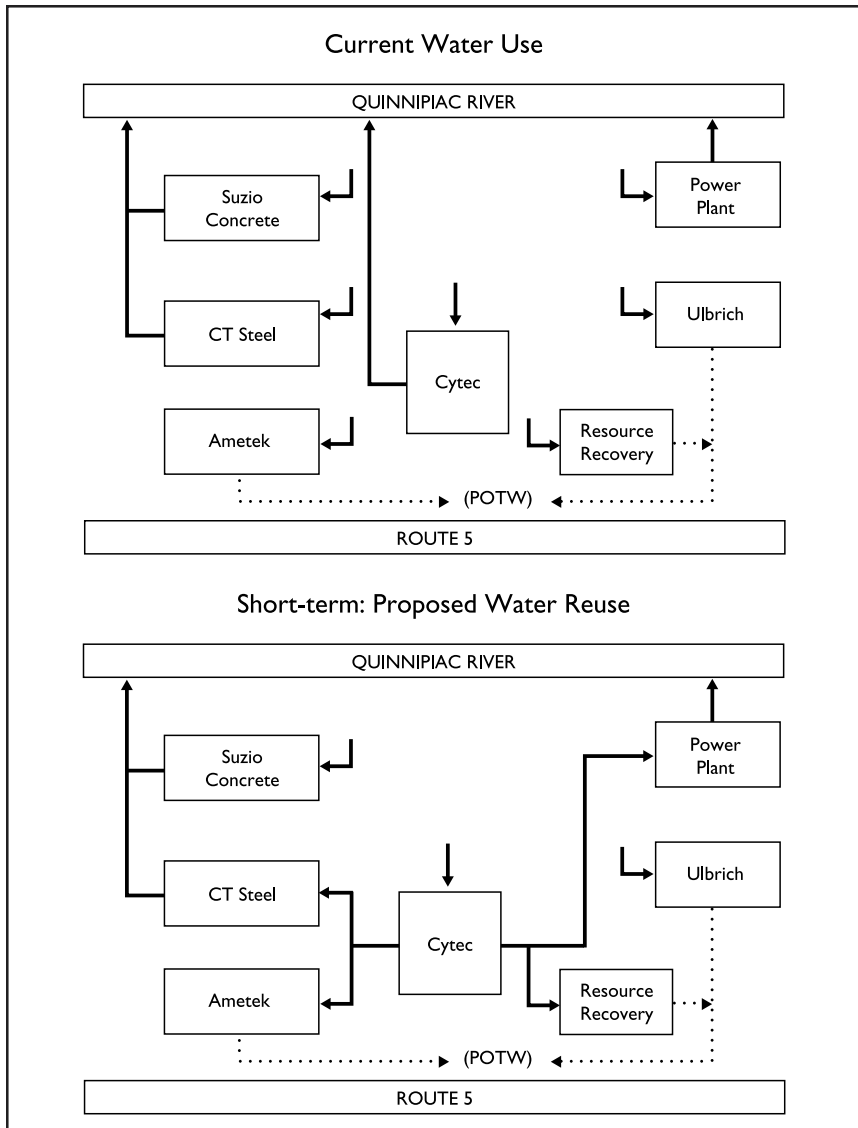 Current Water Use
QUINNIPIAC RIVER
Suzio
Concrete
Power
Plant
CT Steel
Ulbrich
Cytec
Ametek
Resource
Recovery
(POTW)
ROUTE 5
Short-term: Proposed Water Reuse
QUINNIPIAC RIVER
Suzio
Concrete
Power
Plant
CT Steel
Ulbrich
Cytec
Ametek
Resource
Recovery
(POTW)
ROUTE 5